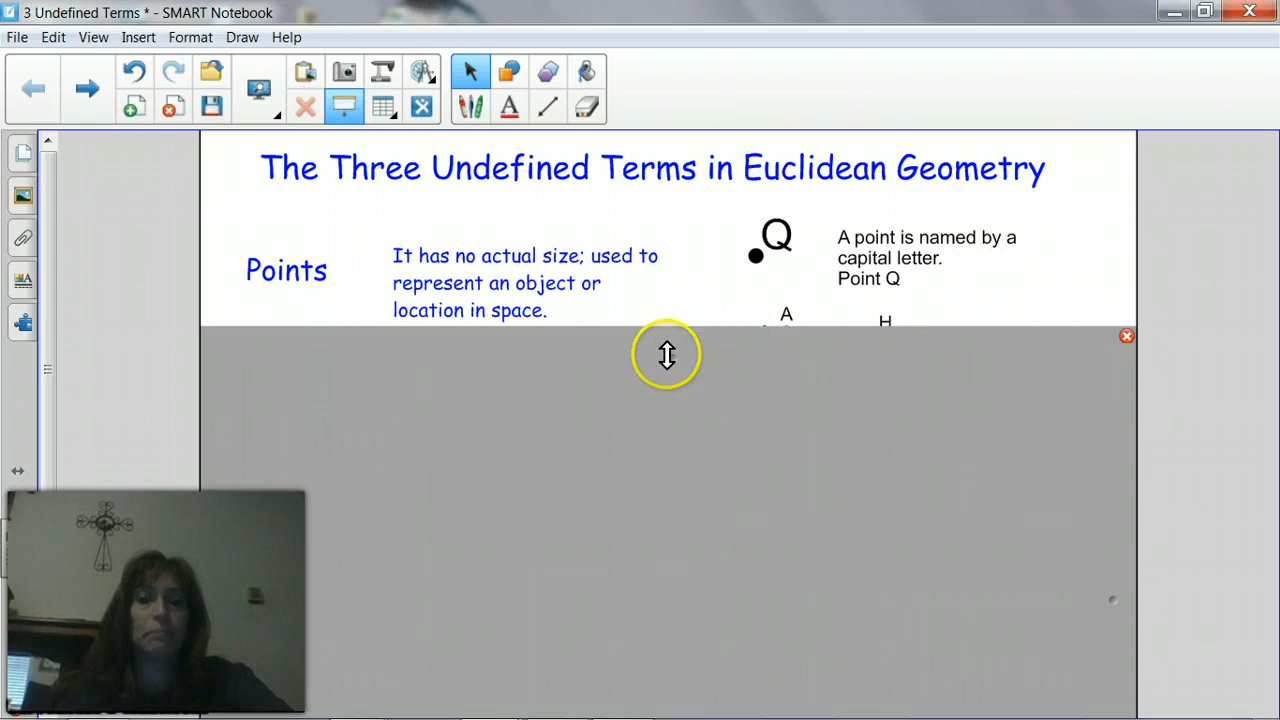 3 Undefined Terms * - SMART Notebook
File Edit View Insert Format Draw Help
The Three Undefined Terms in Euclidean Geometry
Q
A point is named by a
capital letter.
Point Q
Points
It has no actual size; used to
represent an object or
location in space.
A
H